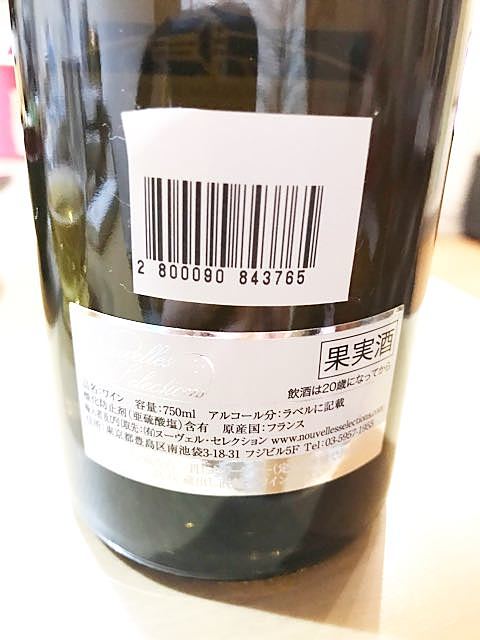 2 800090 843765
果実酒
飲酒は20歳になってから
品名:ワイン 容量:750ml アルコール分:ラベルに記載
酸化防止剤(亜硫酸塩)含有 原産国:フランス
(有)ヌーヴェル・セレクション www.nouvellesselections.com
東京都豊島区南池袋3-18-31 フジビル5F Tel:03-5957-1955